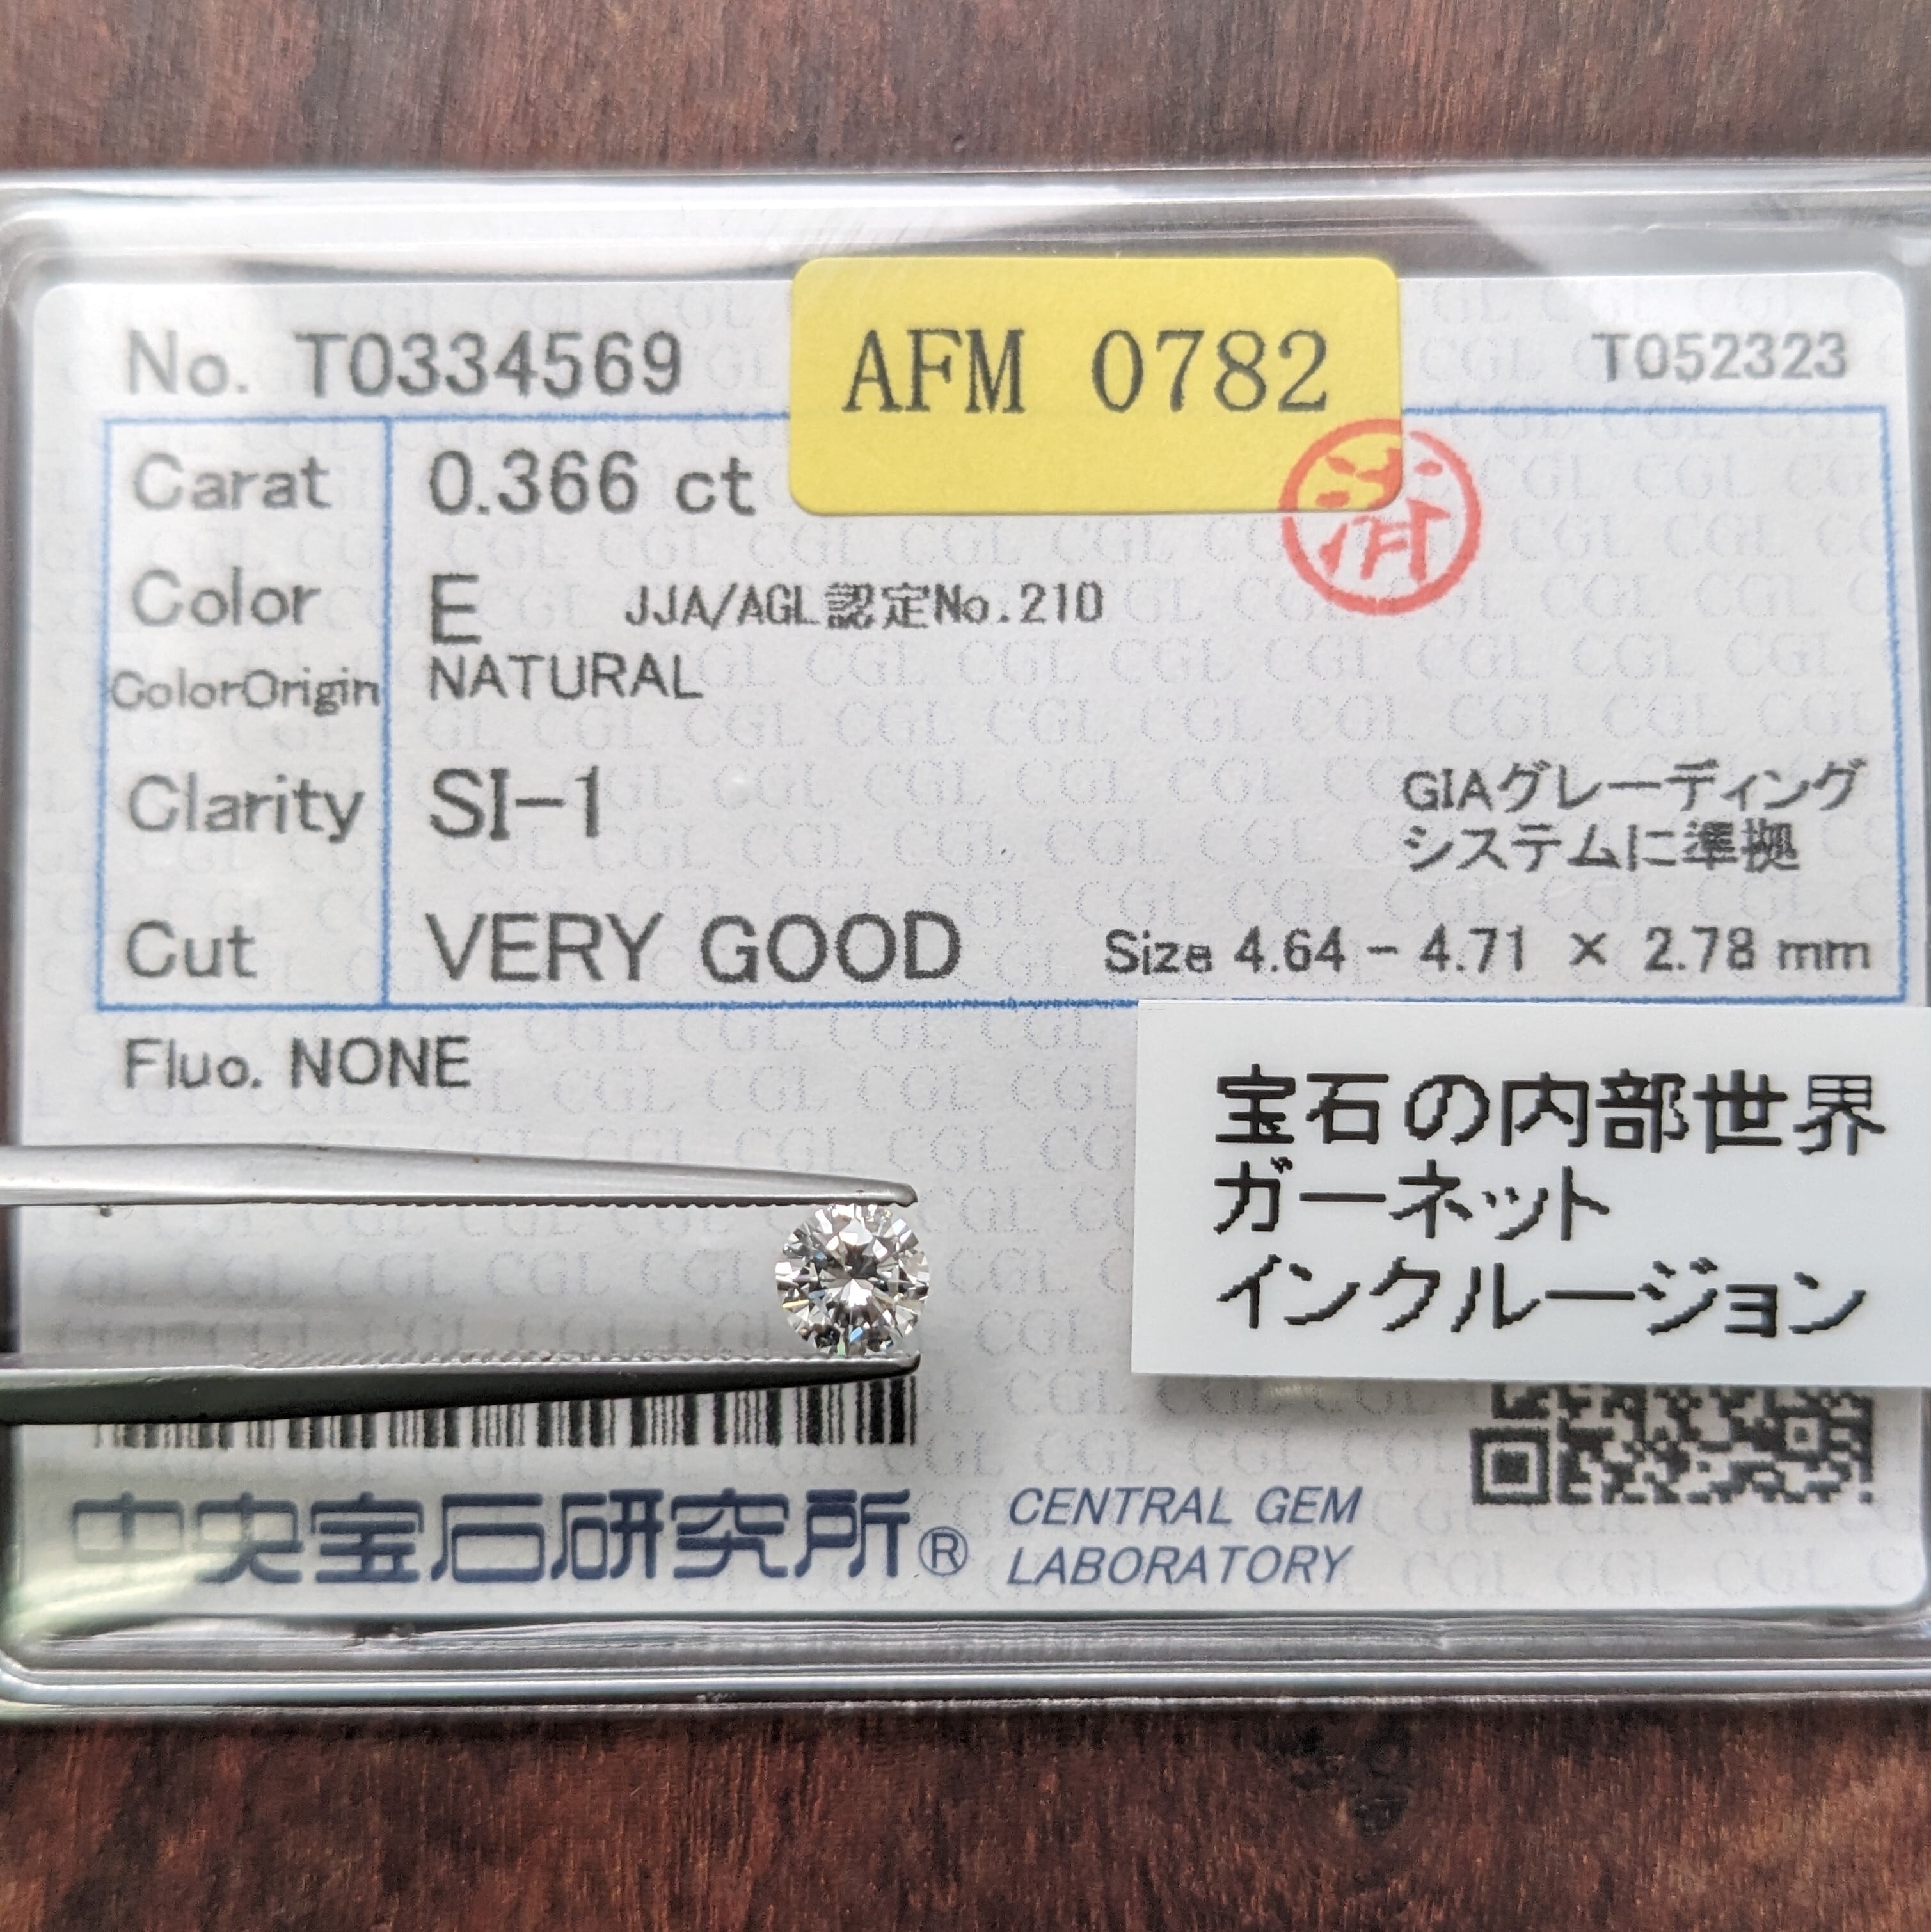 No. T0334569
AFM 0782
T052323
Carat 0.366 ct
済
Color E JJA/AGL認定No.210
ColorOrigin NATURAL
Clarity SI-1
GIAグレーディング
システムに準拠
Cut VERY GOOD Size 4.64 - 4.71 × 2.78 mm
Fluo. NONE
宝石の内部世界
ガーネット
インクルージョン
中央宝石研究所®
CENTRAL GEM
LABORATORY